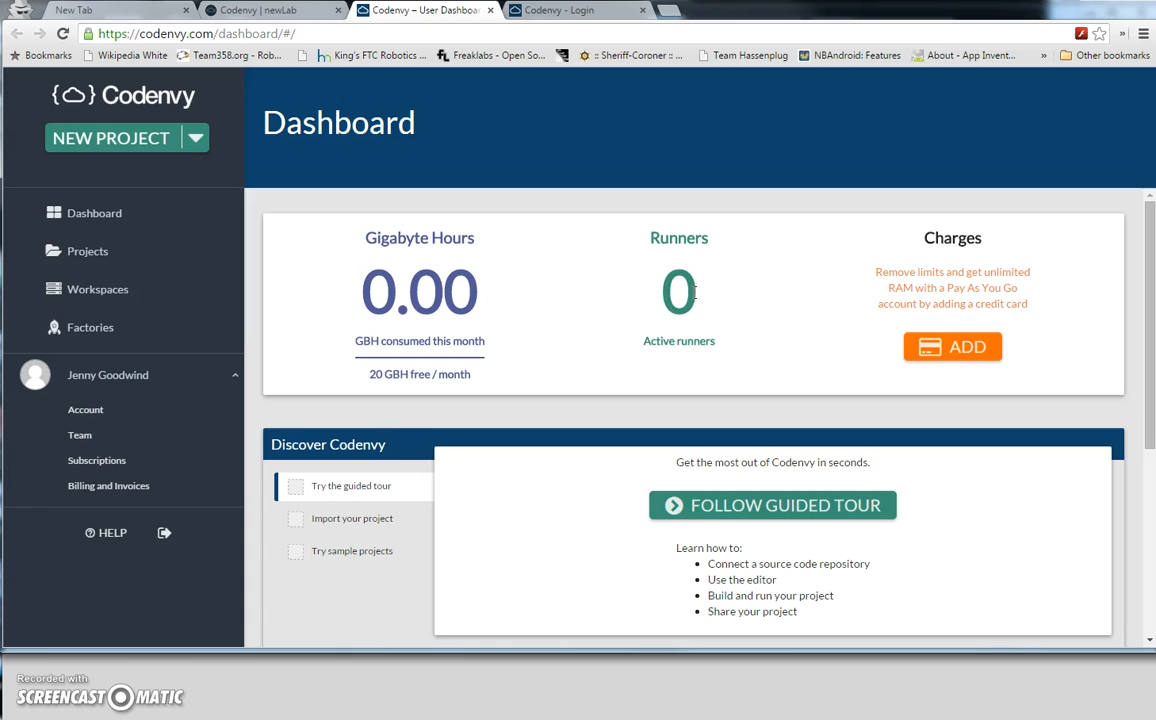 New Tab
Codenvy | newLab
Codenvy – User Dashboa
Codenvy - Login
https://codenvy.com/dashboard/#/
Bookmarks
Wikipedia White
Team358.org - Rob...
King's FTC Robotics ...
Freaklabs - Open So...
:: Sheriff-Coroner :: ...
Team Hassenplug
NBAndroid: Features
About - App Invent...
»
Other bookmarks
{ } Codenvy
NEW PROJECT
Dashboard
Dashboard
Projects
Workspaces
Factories
Jenny Goodwind
Account
Team
Subscriptions
Billing and Invoices
HELP
Gigabyte Hours
0.00
GBH consumed this month
20 GBH free / month
Runners
0
Active runners
Charges
Remove limits and get unlimited
RAM with a Pay As You Go
account by adding a credit card
ADD
Discover Codenvy
Try the guided tour
Import your project
Try sample projects
Get the most out of Codenvy in seconds.
FOLLOW GUIDED TOUR
Learn how to:
• Connect a source code repository
• Use the editor
• Build and run your project
• Share your project
Recorded with
SCREENCAST MATIC